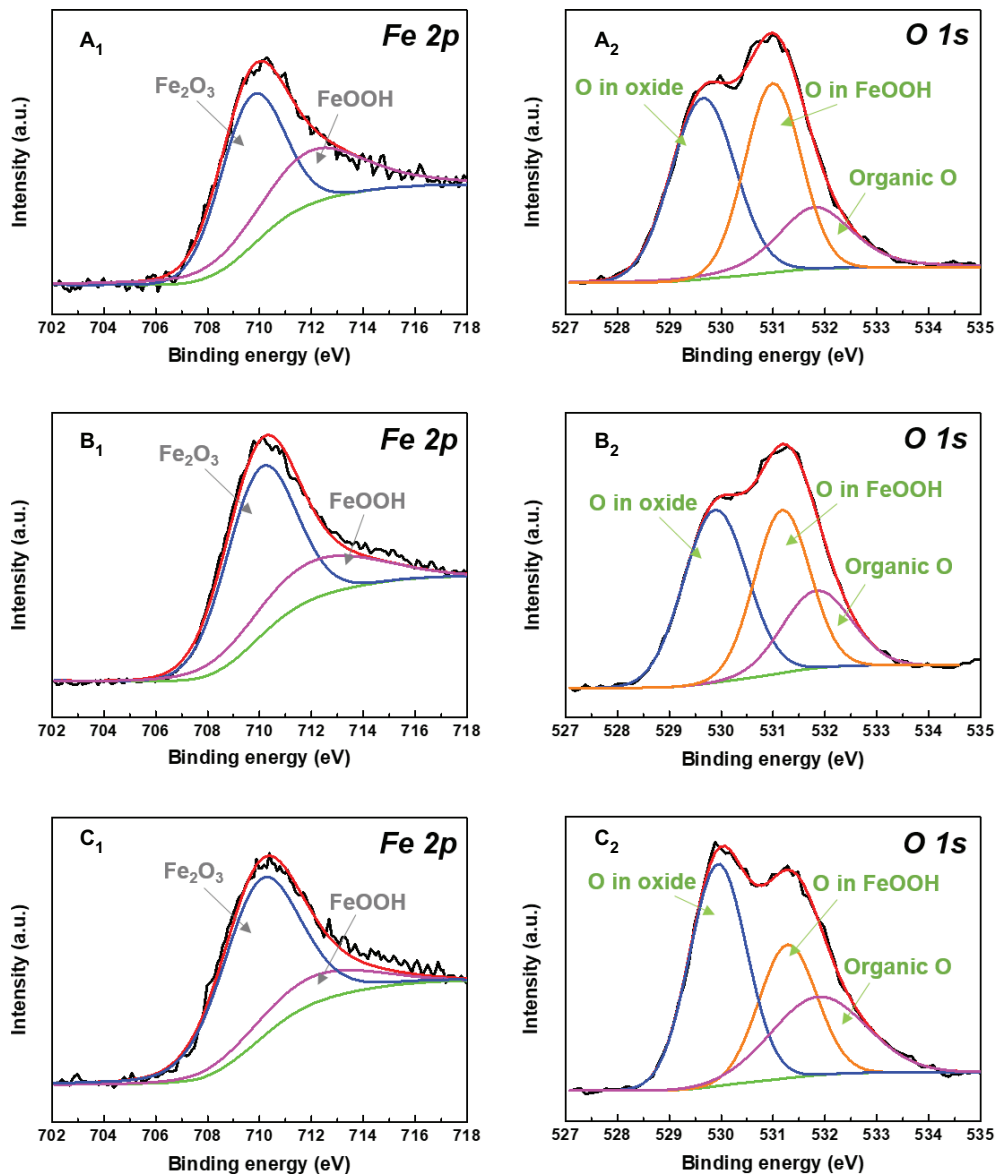 A1
Fe 2p
Fe2O3
FeOOH
Intensity (a.u.)
702 704 706 708 710 712 714 716 718
Binding energy (eV)
A2
O 1s
O in oxide
O in FeOOH
Organic O
Intensity (a.u.)
527 528 529 530 531 532 533 534 535
Binding energy (eV)
B1
Fe 2p
Fe2O3
FeOOH
Intensity (a.u.)
702 704 706 708 710 712 714 716 718
Binding energy (eV)
B2
O 1s
O in FeOOH
O in oxide
Organic O
Intensity (a.u.)
527 528 529 530 531 532 533 534 535
Binding energy (eV)
C1
Fe 2p
Fe2O3
FeOOH
Intensity (a.u.)
702 704 706 708 710 712 714 716 718
Binding energy (eV)
C2
O 1s
O in oxide
O in FeOOH
Organic O
Intensity (a.u.)
527 528 529 530 531 532 533 534 535
Binding energy (eV)